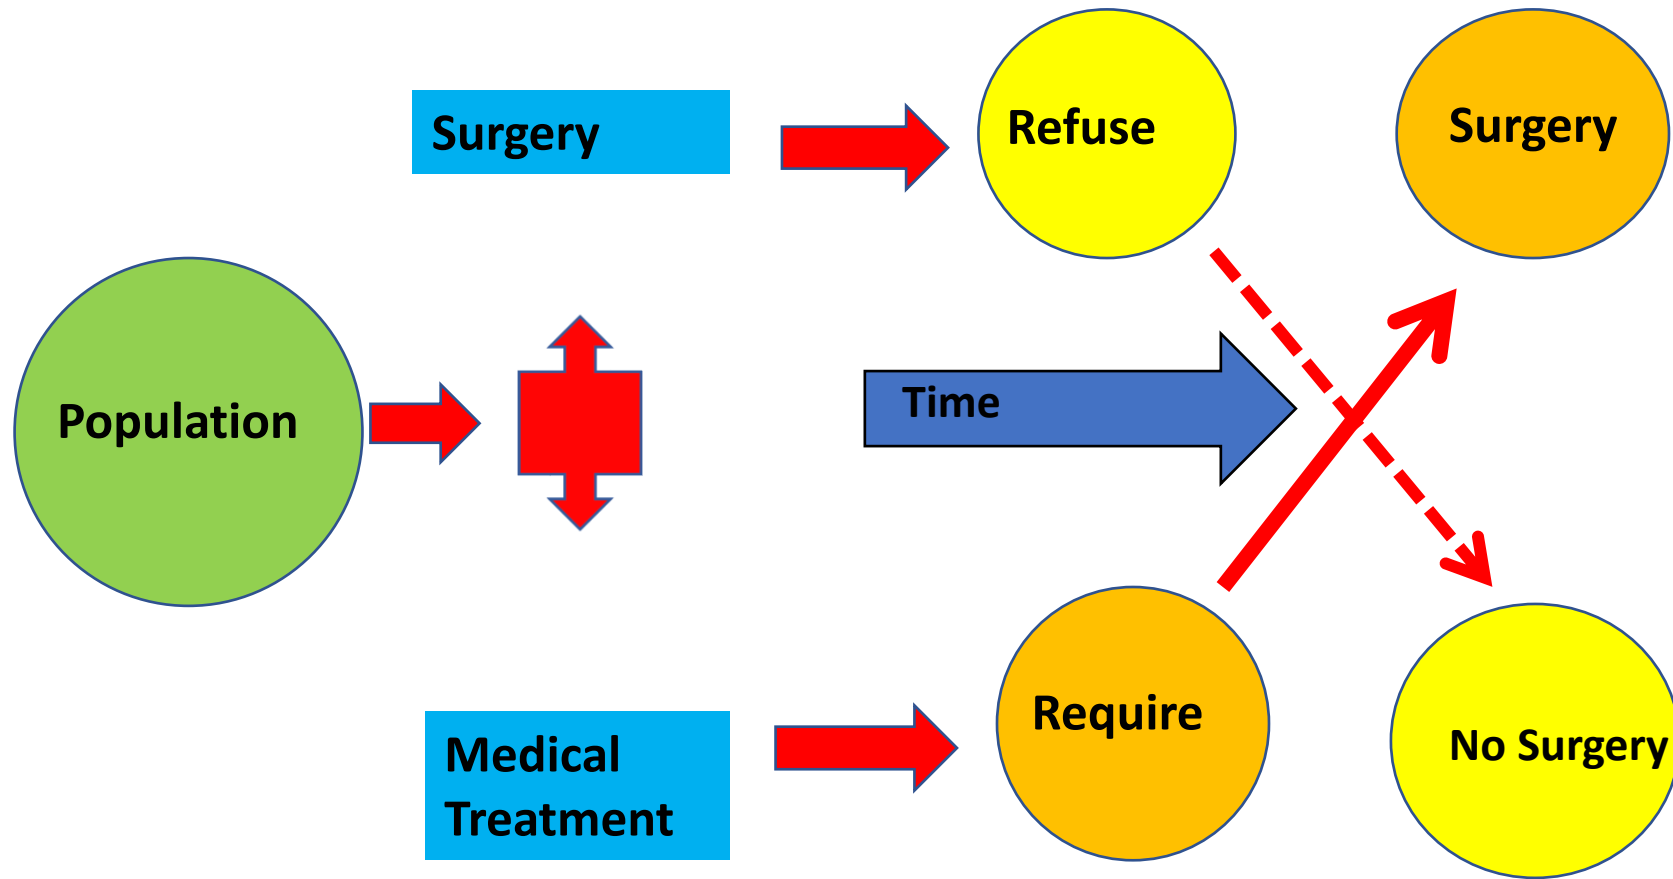 Surgery
Refuse
Surgery
Population
Time
Medical
Treatment
Require
No Surgery